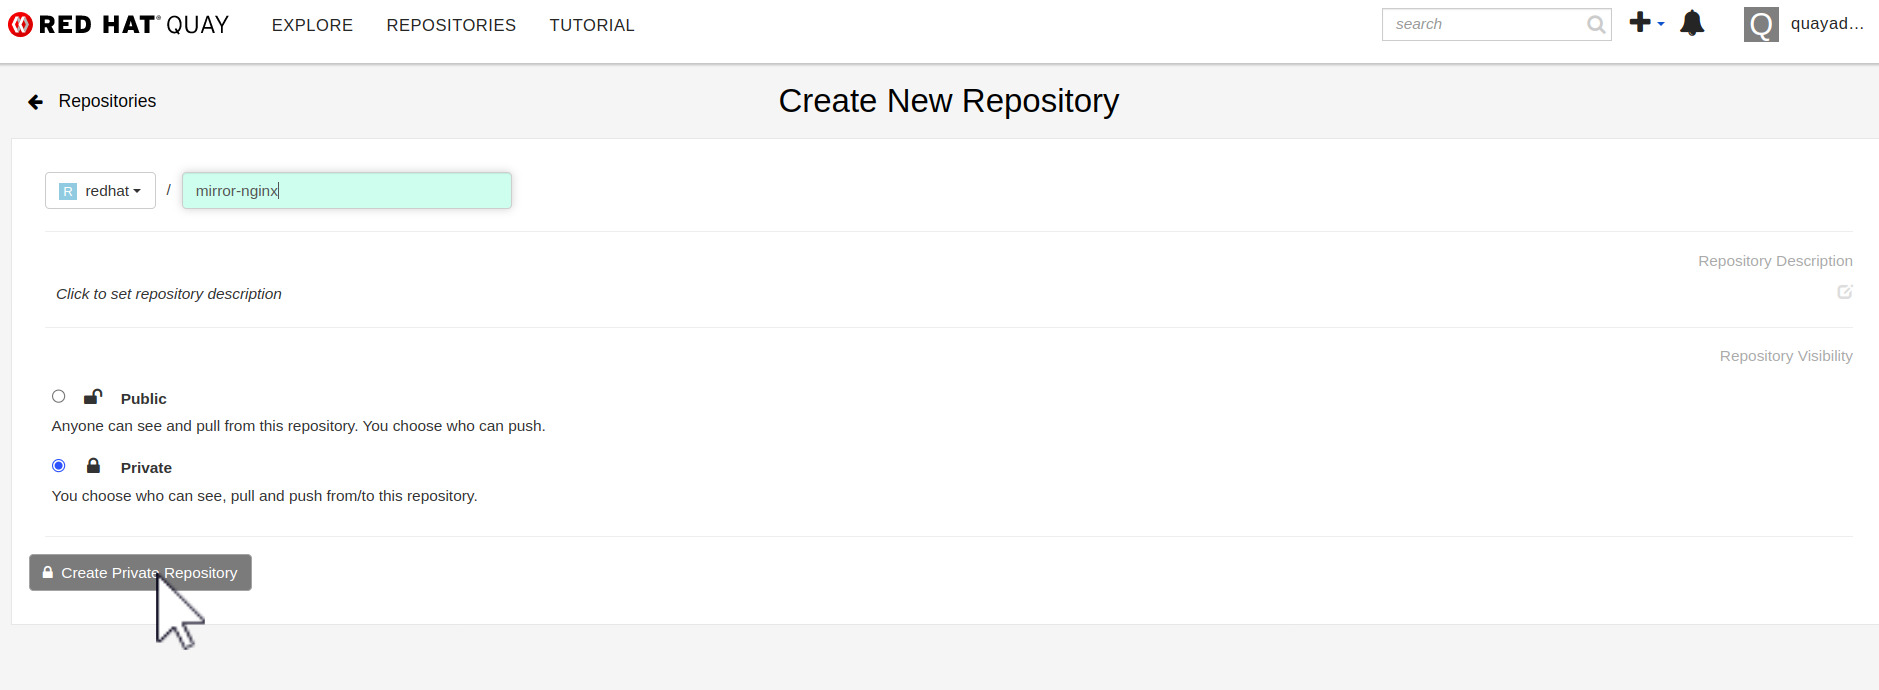 RED HAT® QUAY EXPLORE REPOSITORIES TUTORIAL search quayad...
Repositories Create New Repository
R redhat / mirror-nginx
Repository Description
Click to set repository description
Repository Visibility
Public
Anyone can see and pull from this repository. You choose who can push.
Private
You choose who can see, pull and push from/to this repository.
Create Private Repository